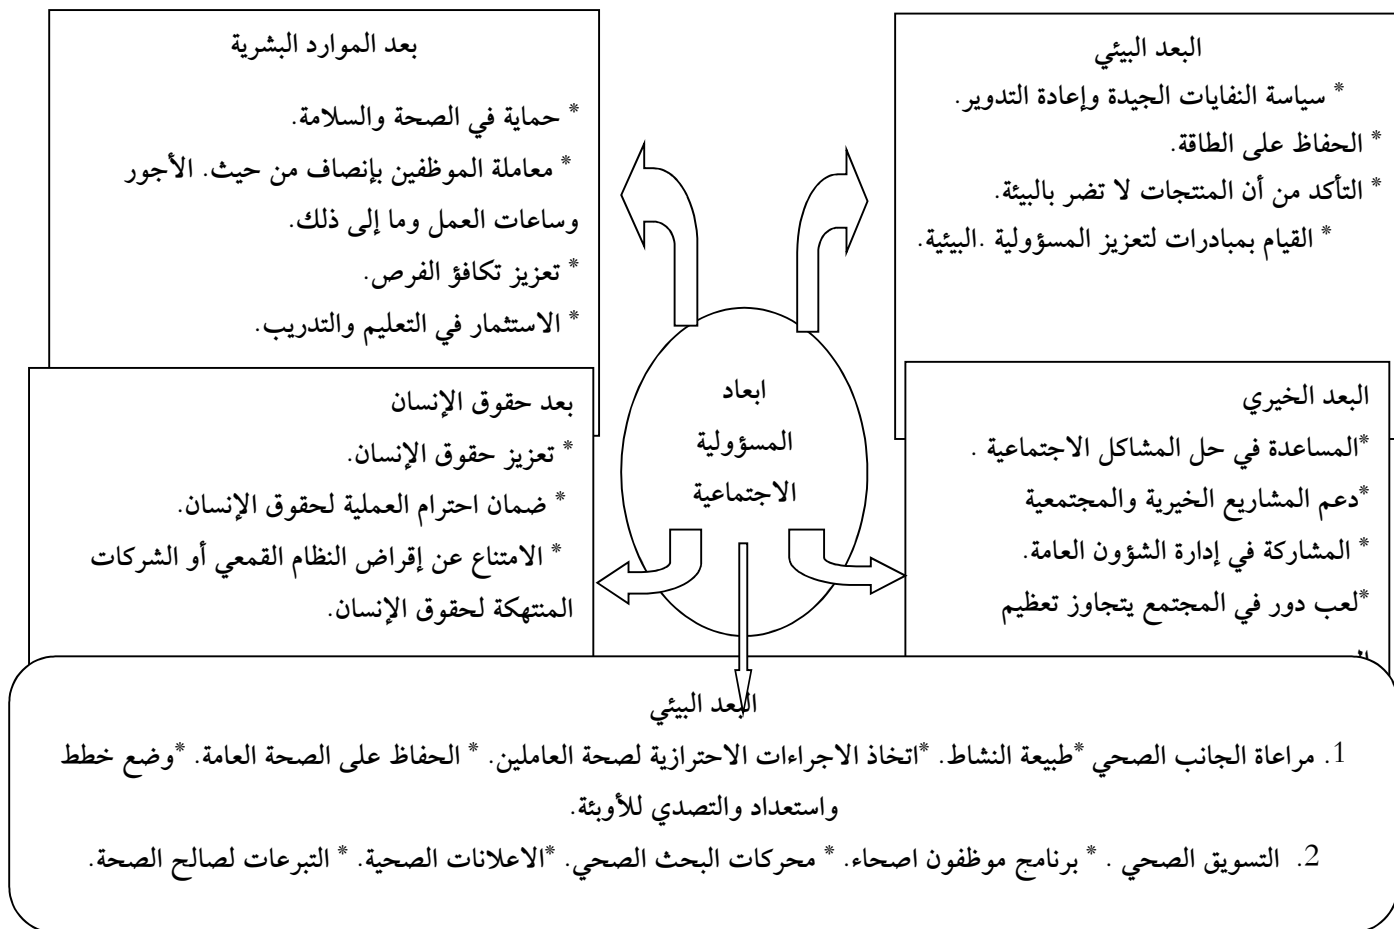 البعد البيئي
* سياسة النفايات الجيدة وإعادة التدوير.
* الحفاظ على الطاقة.
* التأكد من أن المنتجات لا تضر بالبيئة.
* القيام بمبادرات لتعزيز المسؤولية .البيئية.
بعد الموارد البشرية
* حماية في الصحة والسلامة.
* معاملة الموظفين بإنصاف من حيث. الأجور
وساعات العمل وما إلى ذلك.
* تعزيز تكافؤ الفرص.
* الاستثمار في التعليم والتدريب.
ابعاد
المسؤولية
الاجتماعية
البعد الخيري
*المساعدة في حل المشاكل الاجتماعية .
*دعم المشاريع الخيرية والمجتمعية
* المشاركة في إدارة الشؤون العامة.
*لعب دور في المجتمع يتجاوز تعظيم
بعد حقوق الإنسان
* تعزيز حقوق الإنسان.
* ضمان احترام العملية لحقوق الإنسان.
* الامتناع عن إقراض النظام القمعي أو الشركات
المنتهكة لحقوق الإنسان.
البعد البيئي
1. مراعاة الجانب الصحي *طبيعة النشاط. *اتخاذ الاجراءات الاحترازية لصحة العاملين. * الحفاظ على الصحة العامة. *وضع خطط
واستعداد والتصدي للأوبئة.
2. التسويق الصحي . * برنامج موظفون اصحاء. * محركات البحث الصحي. *الاعلانات الصحية. * التبرعات لصالح الصحة.